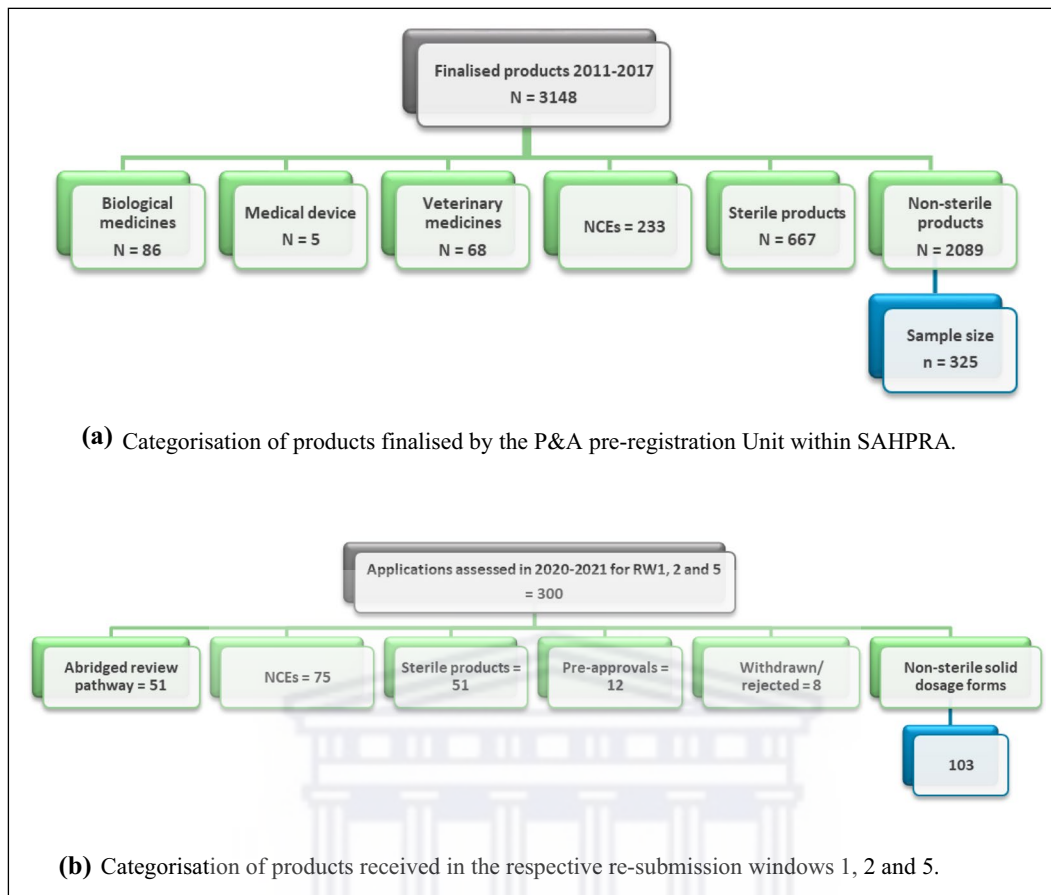 Finalised products 2011-2017
N = 3148
Biological
medicines
N = 86
Medical device
N = 5
Veterinary
medicines
N = 68
NCEs = 233
Sterile products
N = 667
Non-sterile
products
N = 2089
Sample size
n = 325
(a) Categorisation of products finalised by the P&A pre-registration Unit within SAHPRA.
Applications assessed in 2020-2021 for RW1, 2 and 5
= 300
Abridged review
pathway = 51
NCEs = 75
Sterile products =
51
Pre-approvals =
12
Withdrawn/
rejected = 8
Non-sterile solid
dosage forms
103
(b) Categorisation of products received in the respective re-submission windows 1, 2 and 5.